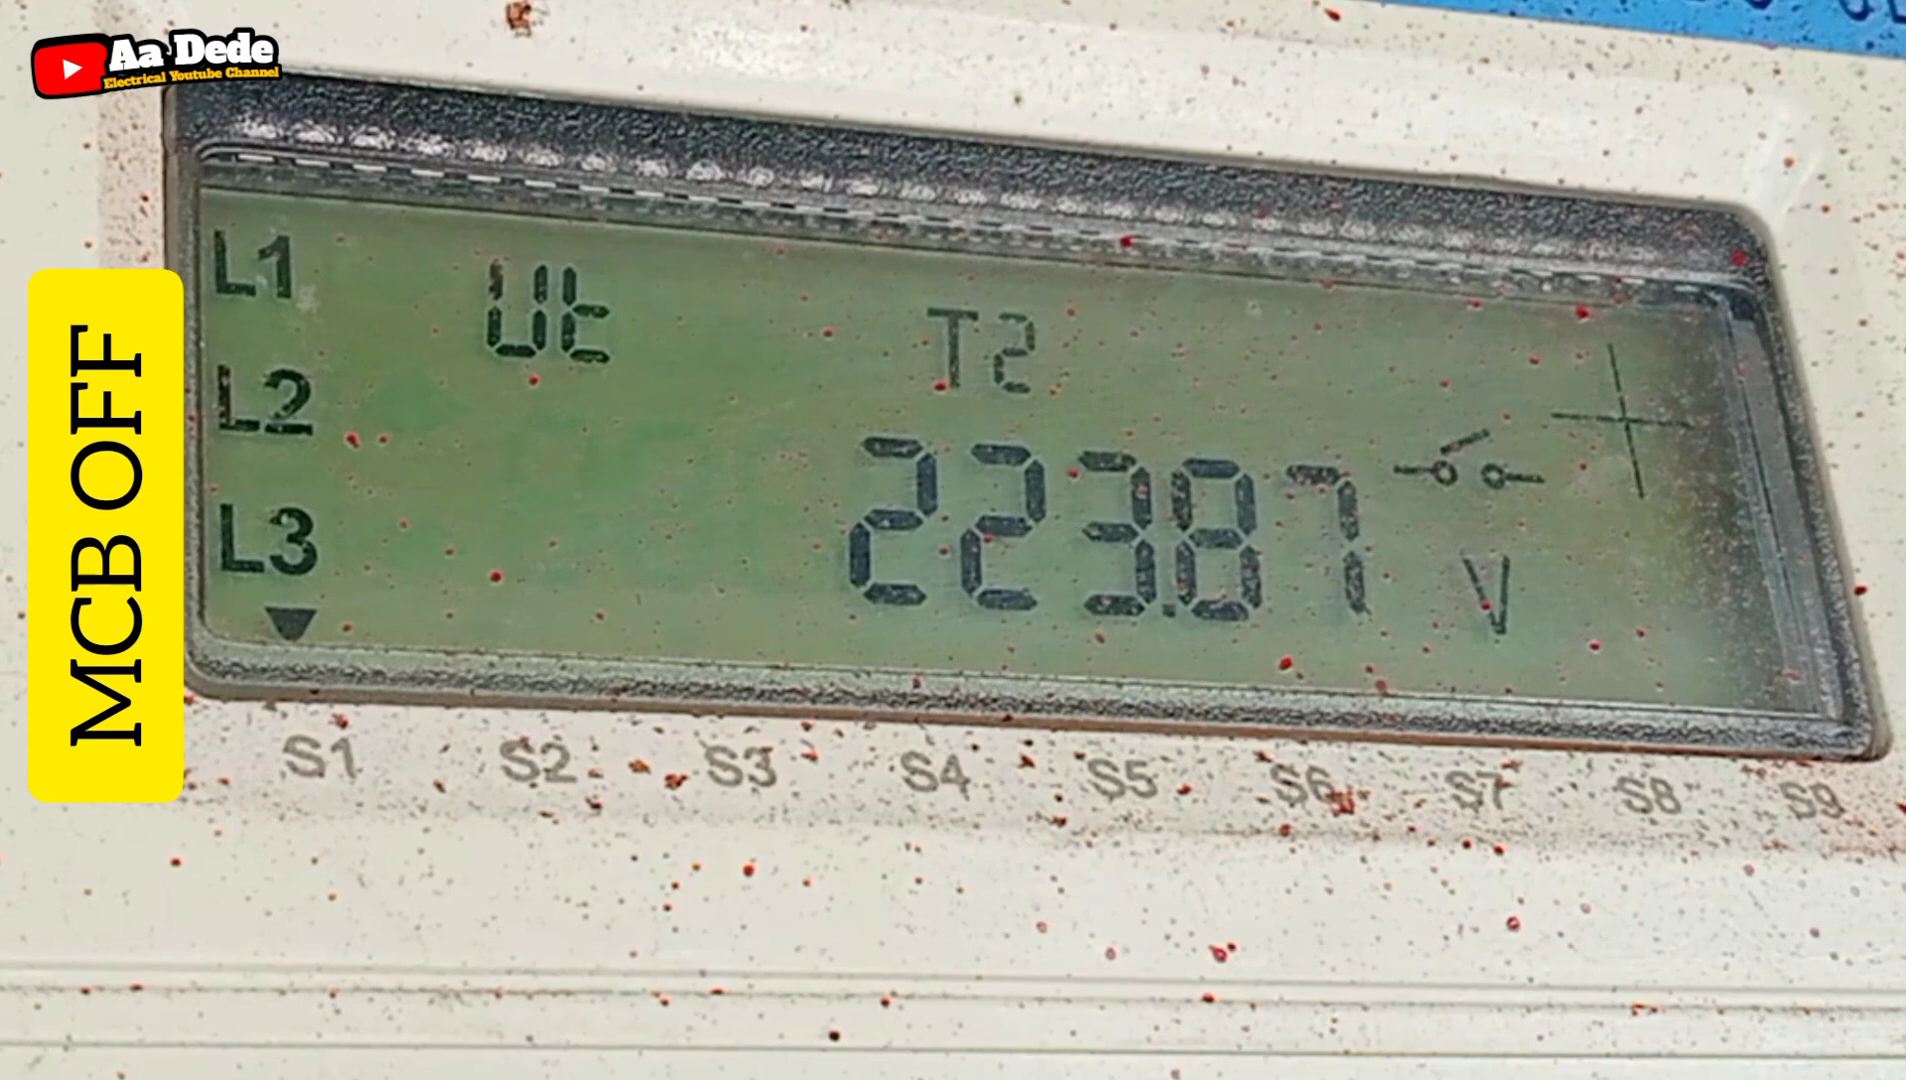 Aa Dede
Electrical Youtube Channel
MCB OFF
L1
Ut
T2
L2
223.87
V
L3
S1 S2 S3 S4 S5 S6 S7 S8 S9